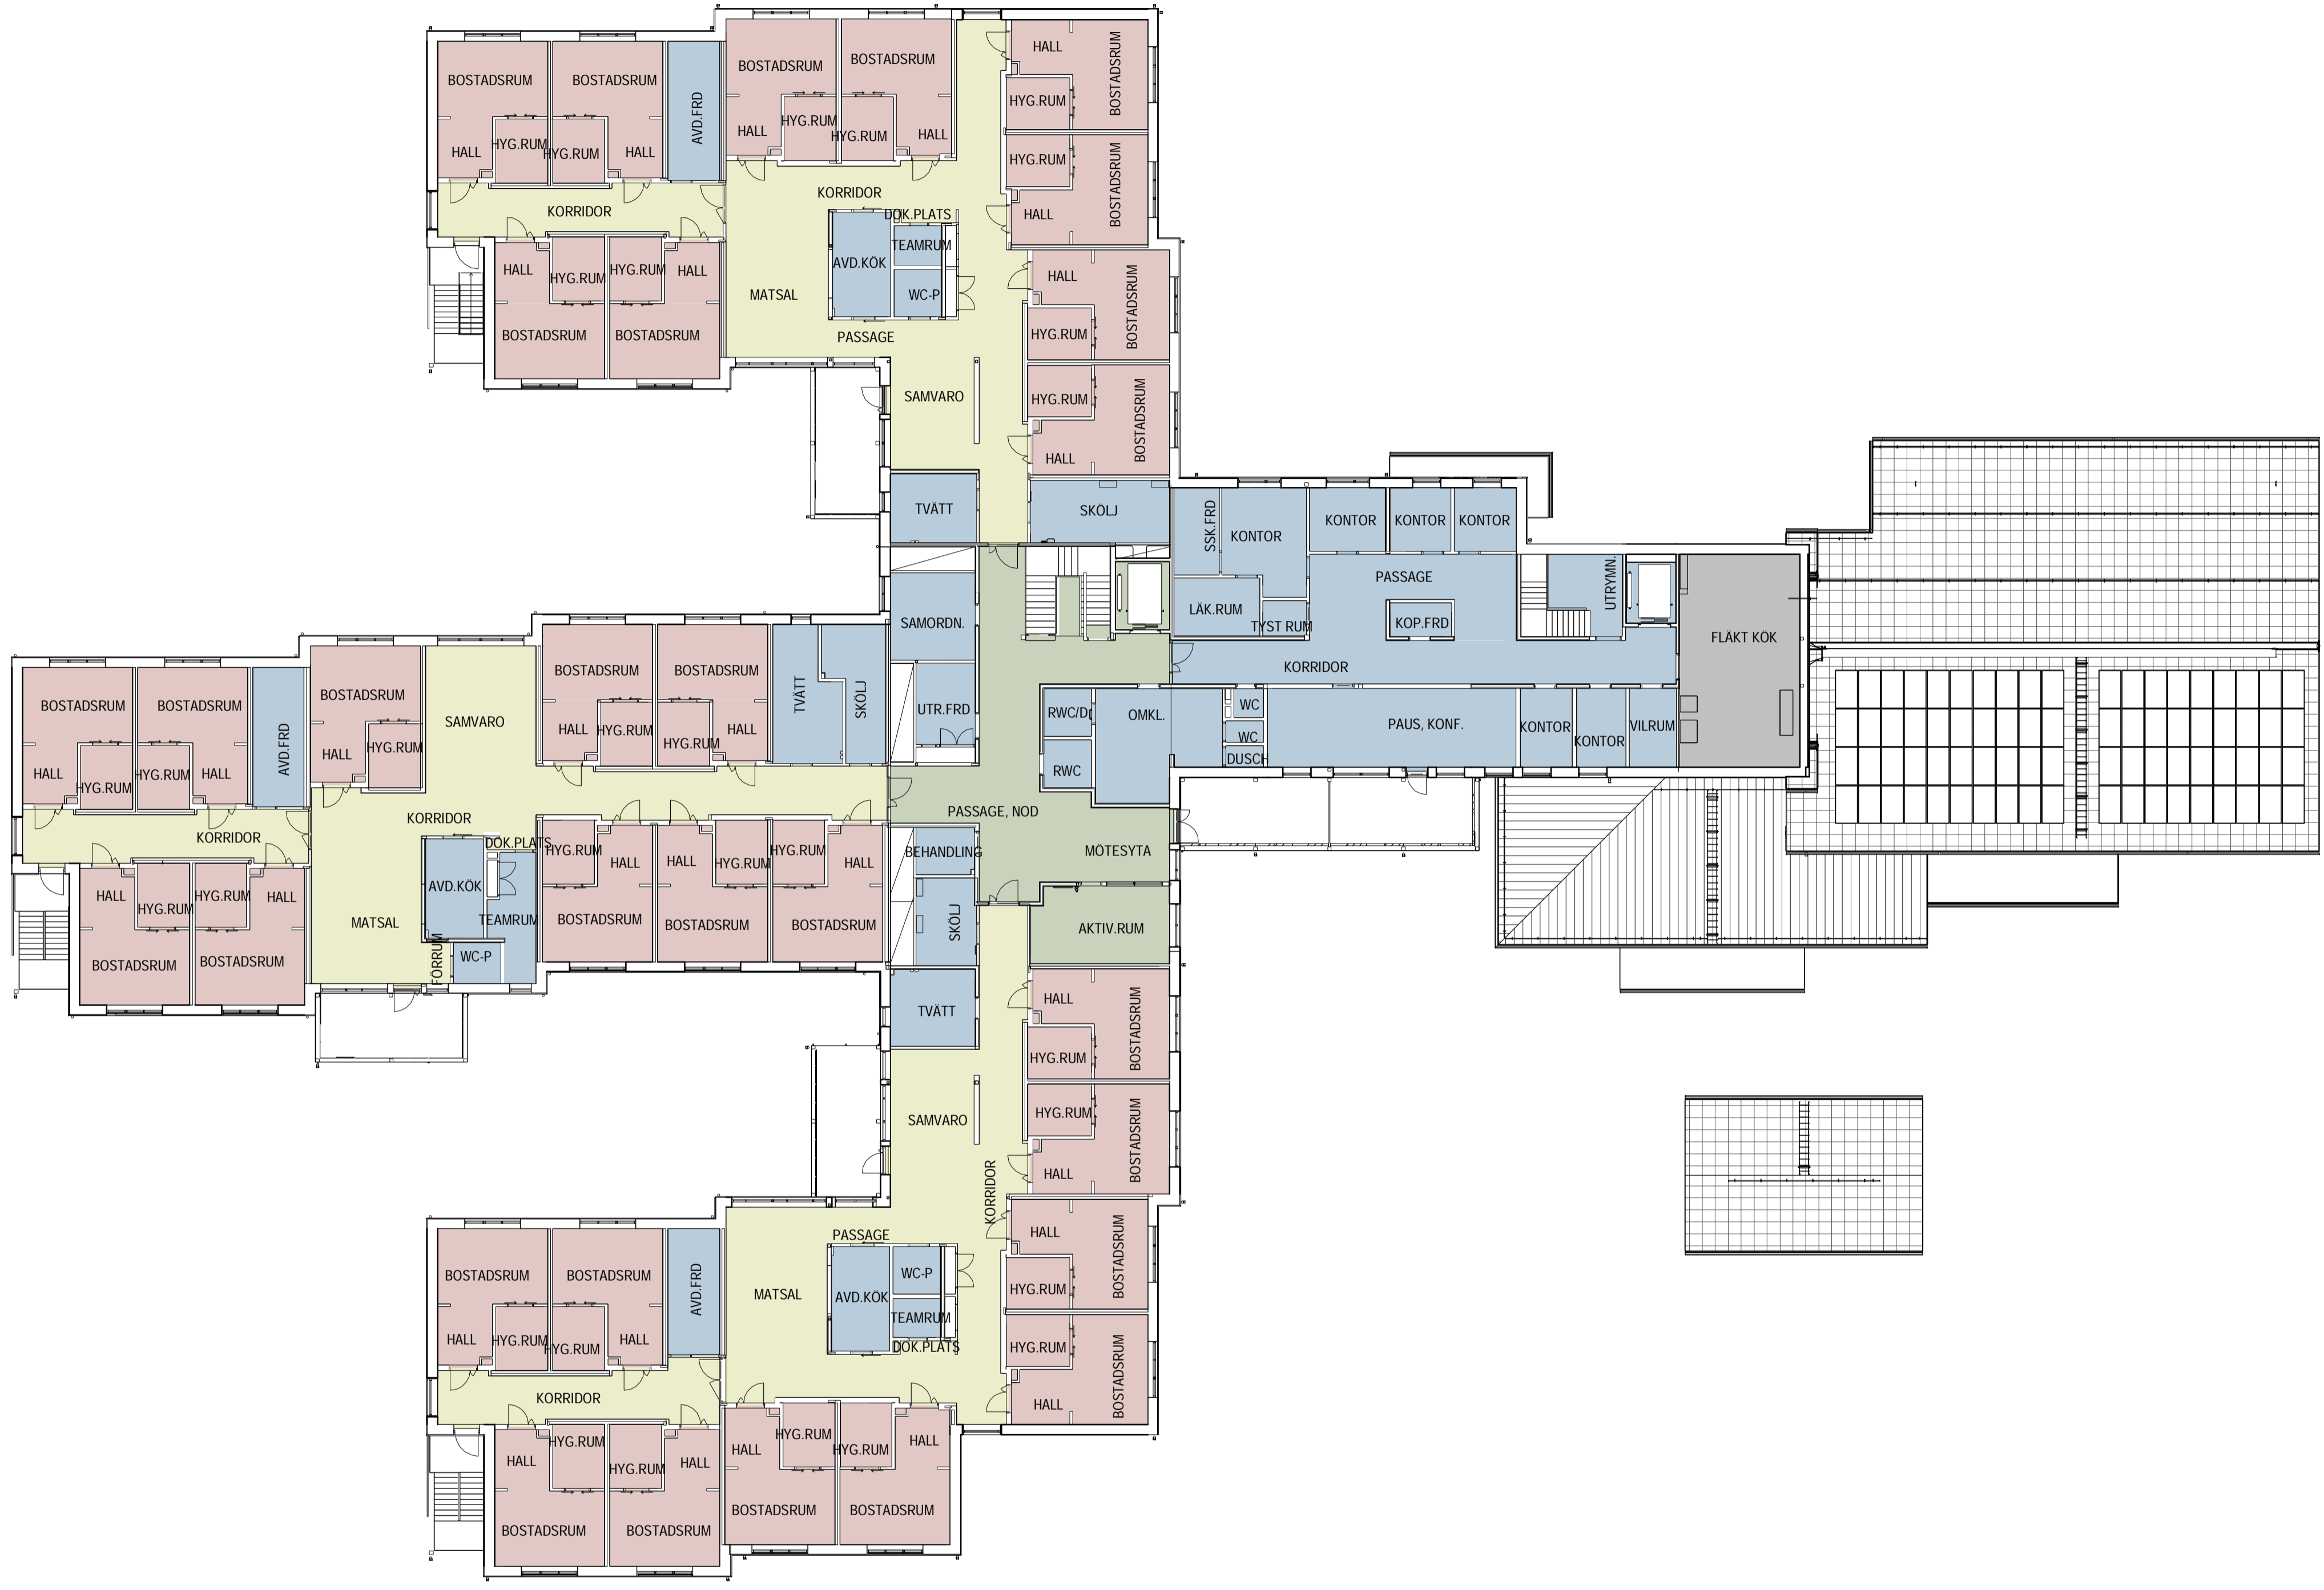 BOSTADSRUM
BOSTADSRUM
AVD.FRD
BOSTADSRUM
BOSTADSRUM
HALL
BOSTADSRUM
HYG.RUM
HALL
HYG.RUM
HYG.RUM
HALL
HALL
HYG.RUM
HYG.RUM
HALL
HYG.RUM
BOSTADSRUM
HALL
KORRIDOR
KORRIDOR
DOK.PLATS
TEAMRUM
AVD.KÖK
WC-P
MATSAL
PASSAGE
HALL
HYG.RUM
HYG.RUM
HALL
BOSTADSRUM
BOSTADSRUM
HALL
BOSTADSRUM
HYG.RUM
HYG.RUM
BOSTADSRUM
HALL
SAMVARO
TVÄTT
SKÖLJ
SSK.FRD
KONTOR
KONTOR
KONTOR
KONTOR
PASSAGE
LÄK.RUM
TYST RUM
KOP.FRD
UTRYMN.
FLÄKT KÖK
KORRIDOR
SAMORDN.
UTR.FRD
RWC/D
RWC
OMKL.
WC
WC
DUSCH
PAUS, KONF.
KONTOR
KONTOR
VILRUM
PASSAGE, NOD
MÖTESYTA
AKTIV.RUM
BEHANDLING
SKÖLJ
TVÄTT
BOSTADSRUM
BOSTADSRUM
AVD.FRD
BOSTADSRUM
SAMVARO
BOSTADSRUM
BOSTADSRUM
TVÄTT
SKÖLJ
HALL
HYG.RUM
HYG.RUM
HALL
HALL
HYG.RUM
HALL
HYG.RUM
HYG.RUM
HALL
KORRIDOR
KORRIDOR
DOK.PLATS
AVD.KÖK
TEAMRUM
MATSAL
FÖRRUM
WC-P
HALL
HYG.RUM
HYG.RUM
HALL
BOSTADSRUM
BOSTADSRUM
HYG.RUM
HALL
HALL
HYG.RUM
HYG.RUM
HALL
BOSTADSRUM
BOSTADSRUM
BOSTADSRUM
HALL
HYG.RUM
BOSTADSRUM
SAMVARO
HYG.RUM
HALL
BOSTADSRUM
KORRIDOR
PASSAGE
HALL
HYG.RUM
BOSTADSRUM
HYG.RUM
HALL
BOSTADSRUM
MATSAL
AVD.KÖK
WC-P
TEAMRUM
DOK.PLATS
BOSTADSRUM
BOSTADSRUM
AVD.FRD
HALL
HYG.RUM
HYG.RUM
HALL
KORRIDOR
HALL
HYG.RUM
HYG.RUM
HALL
HALL
HYG.RUM
HYG.RUM
HALL
BOSTADSRUM
BOSTADSRUM
BOSTADSRUM
BOSTADSRUM